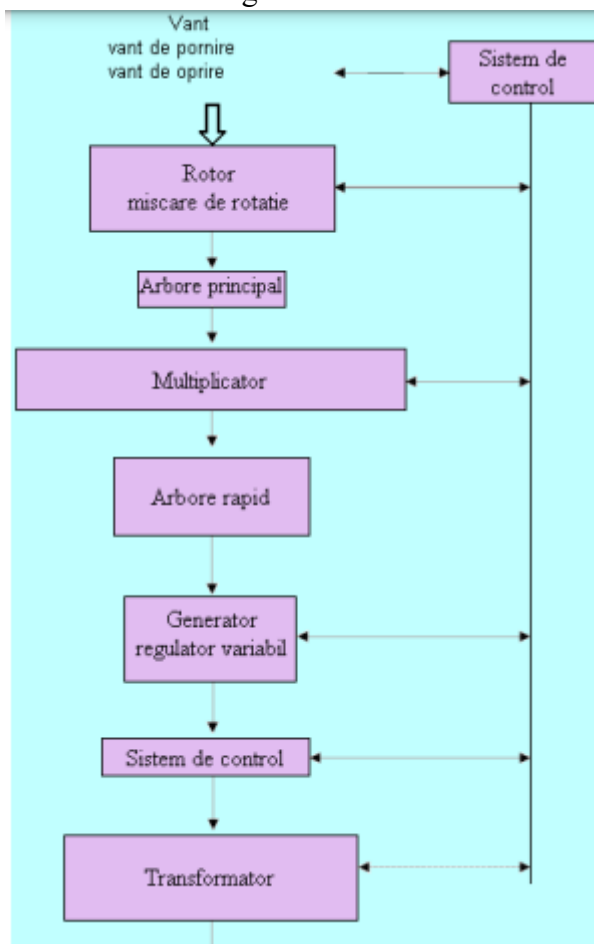 Vant
vant de pornire
vant de oprire
Sistem de
control
Rotor
miscare de rotatie
Arbore principal
Multiplicator
Arbore rapid
Generator
regulator variabil
Sistem de control
Transformator